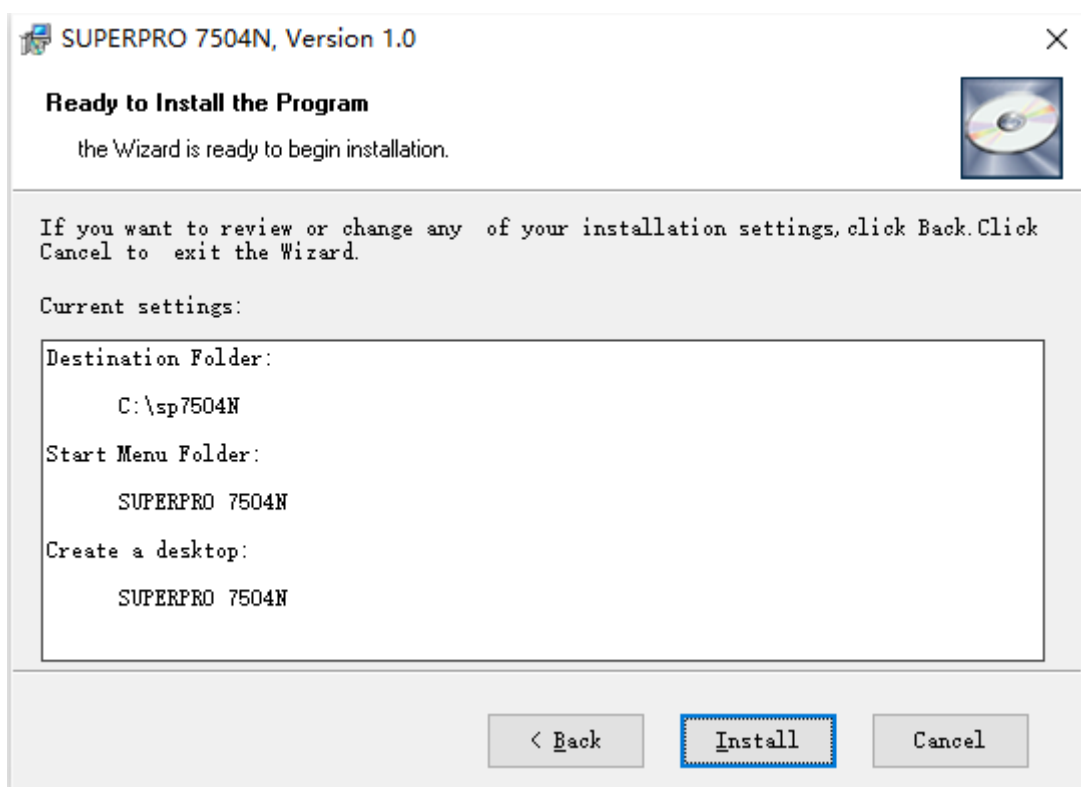 SUPERPRO 7504N, Version 1.0
Ready to Install the Program
the Wizard is ready to begin installation.
If you want to review or change any  of your installation settings,click Back.Click
Cancel to  exit the Wizard.
Current settings:
Destination Folder:
C:\sp7504N
Start Menu Folder:
SUPERPRO 7504N
Create a desktop:
SUPERPRO 7504N
< Back
Install
Cancel